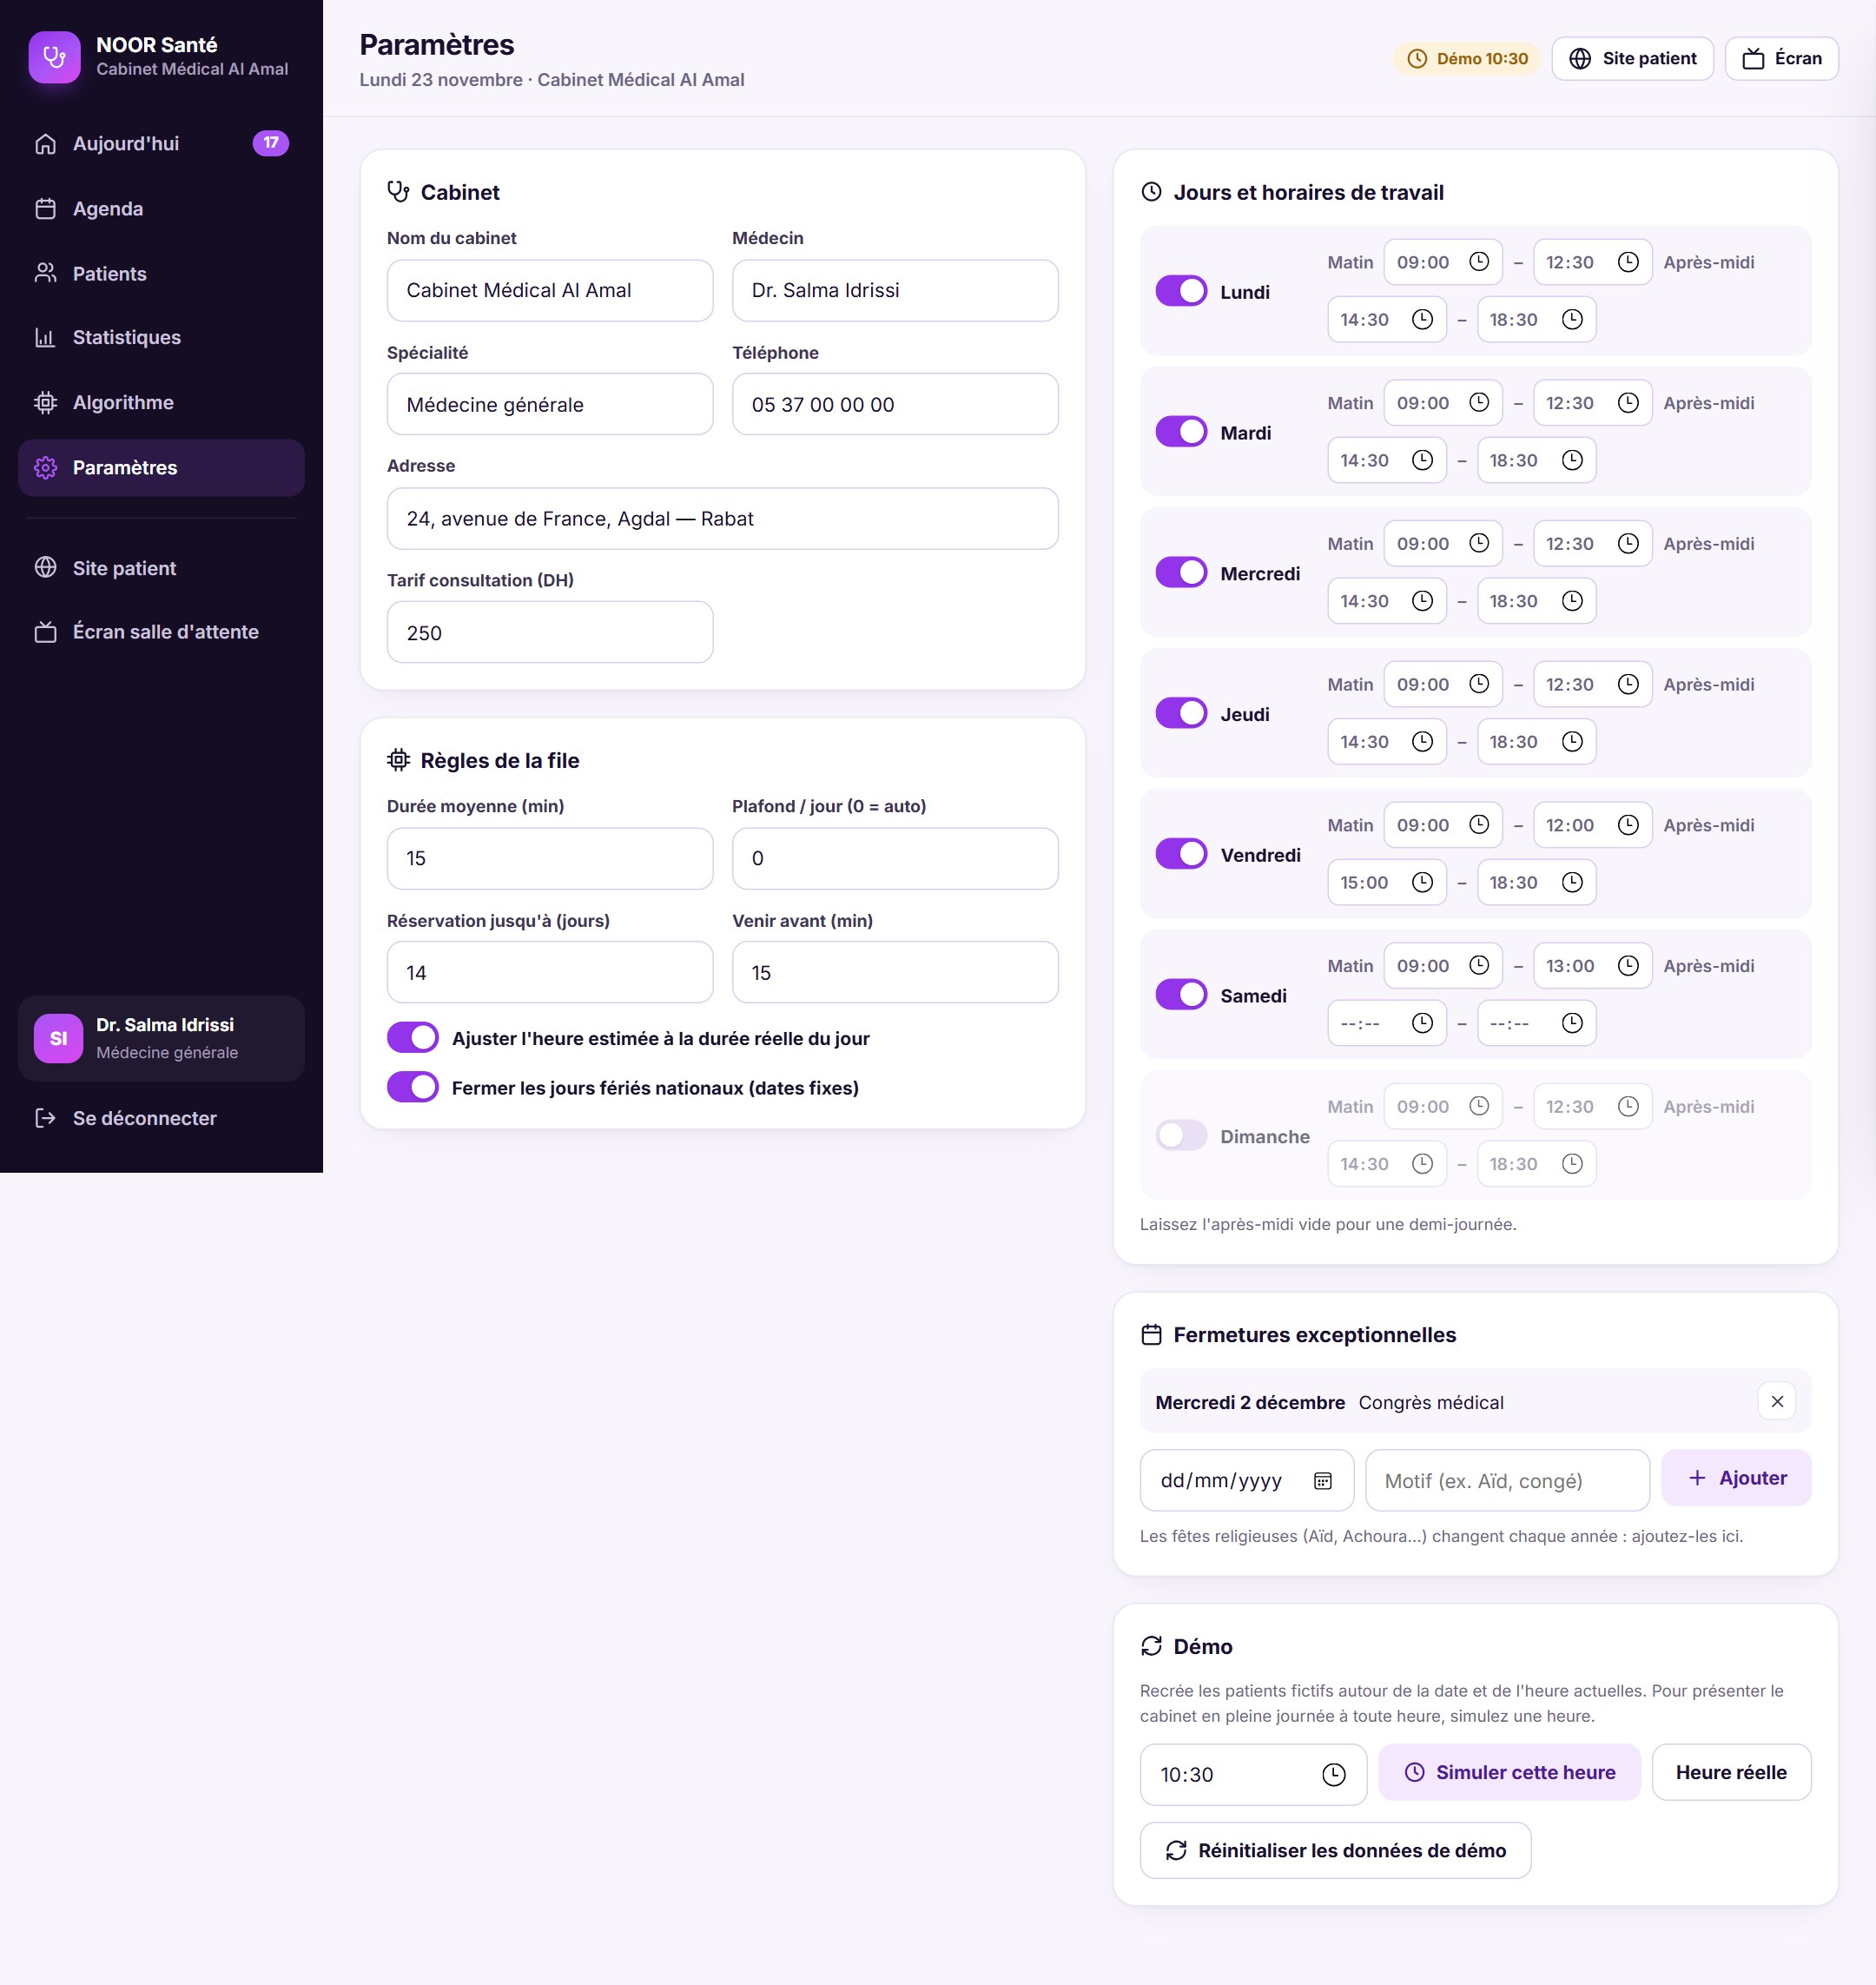 NOOR Santé
Cabinet Médical Al Amal
Aujourd'hui 17
Agenda
Patients
Statistiques
Algorithme
Paramètres
Site patient
Écran salle d'attente
SI
Dr. Salma Idrissi
Médecine générale
Se déconnecter
Paramètres
Lundi 23 novembre · Cabinet Médical Al Amal
Démo 10:30
Site patient
Écran
Cabinet
Nom du cabinet
Médecin
Cabinet Médical Al Amal
Dr. Salma Idrissi
Spécialité
Téléphone
Médecine générale
05 37 00 00 00
Adresse
24, avenue de France, Agdal — Rabat
Tarif consultation (DH)
250
Règles de la file
Durée moyenne (min)
Plafond / jour (0 = auto)
15
0
Réservation jusqu'à (jours)
Venir avant (min)
14
15
Ajuster l'heure estimée à la durée réelle du jour
Fermer les jours fériés nationaux (dates fixes)
Jours et horaires de travail
Lundi
Matin 09:00 – 12:30 Après-midi
14:30 – 18:30
Mardi
Matin 09:00 – 12:30 Après-midi
14:30 – 18:30
Mercredi
Matin 09:00 – 12:30 Après-midi
14:30 – 18:30
Jeudi
Matin 09:00 – 12:30 Après-midi
14:30 – 18:30
Vendredi
Matin 09:00 – 12:00 Après-midi
15:00 – 18:30
Samedi
Matin 09:00 – 13:00 Après-midi
--:-- – --:--
Dimanche
Matin 09:00 – 12:30 Après-midi
14:30 – 18:30
Laissez l'après-midi vide pour une demi-journée.
Fermetures exceptionnelles
Mercredi 2 décembre Congrès médical
dd/mm/yyyy
Motif (ex. Aïd, congé)
Ajouter
Les fêtes religieuses (Aïd, Achoura…) changent chaque année : ajoutez-les ici.
Démo
Recrée les patients fictifs autour de la date et de l'heure actuelles. Pour présenter le
cabinet en pleine journée à toute heure, simulez une heure.
10:30
Simuler cette heure
Heure réelle
Réinitialiser les données de démo